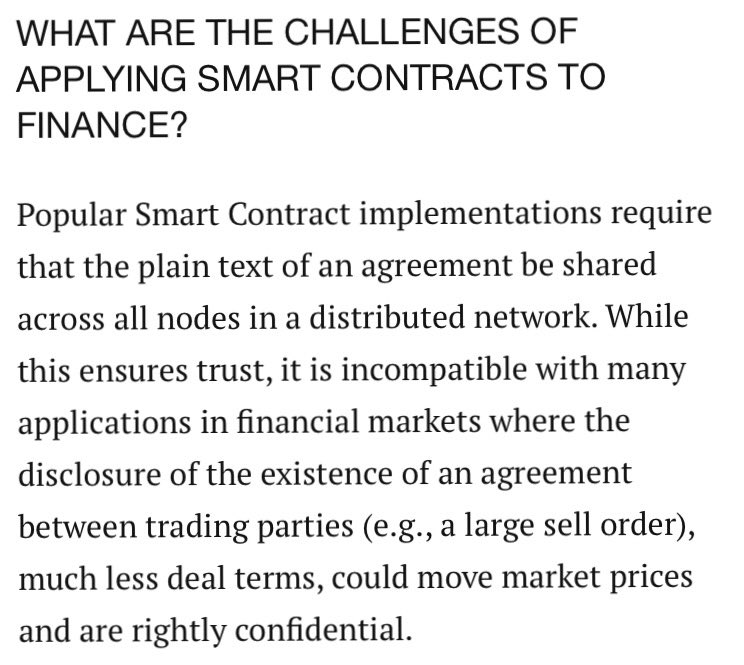 WHAT ARE THE CHALLENGES OF
APPLYING SMART CONTRACTS TO
FINANCE?
Popular Smart Contract implementations require
that the plain text of an agreement be shared
across all nodes in a distributed network. While
this ensures trust, it is incompatible with many
applications in financial markets where the
disclosure of the existence of an agreement
between trading parties (e.g., a large sell order),
much less deal terms, could move market prices
and are rightly confidential.